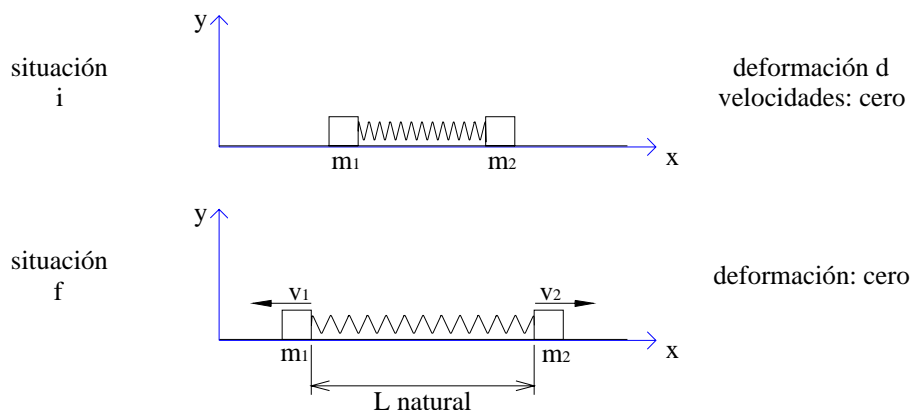 y
situación
i
deformación d
velocidades: cero
m1
m2
x
y
situación
f
deformación: cero
v1
v2
m1
m2
x
L natural